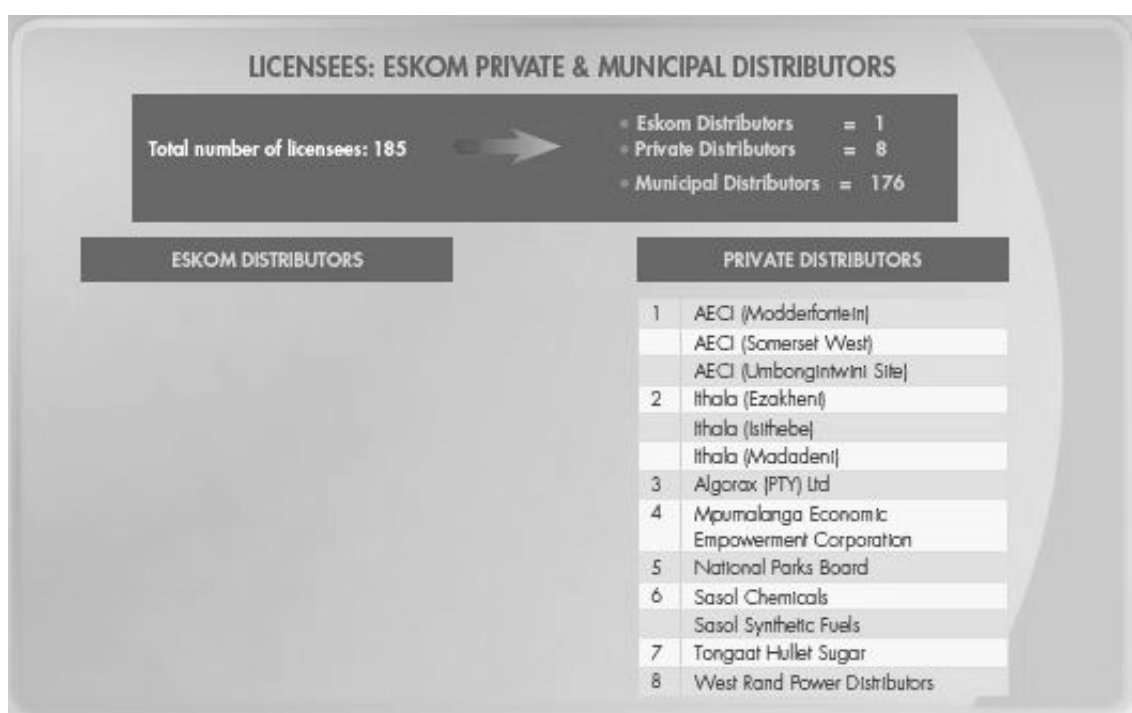 LICENSEES: ESKOM PRIVATE & MUNICIPAL DISTRIBUTORS
Total number of licensees: 185
• Eskom Distributors = 1
• Private Distributors = 8
• Municipal Distributors = 176
ESKOM DISTRIBUTORS
PRIVATE DISTRIBUTORS
1 AECI (Modderfontein)
AECI (Somerset West)
AECI (Umbongintwini Site)
2 Ithala (Ezakheni)
Ithala (Isithebe)
Ithala (Madadeni)
3 Algorax (PTY) Ltd
4 Mpumalanga Economic
Empowerment Corporation
5 National Parks Board
6 Sasol Chemicals
Sasol Synthetic Fuels
7 Tongaat Hullet Sugar
8 West Rand Power Distributors